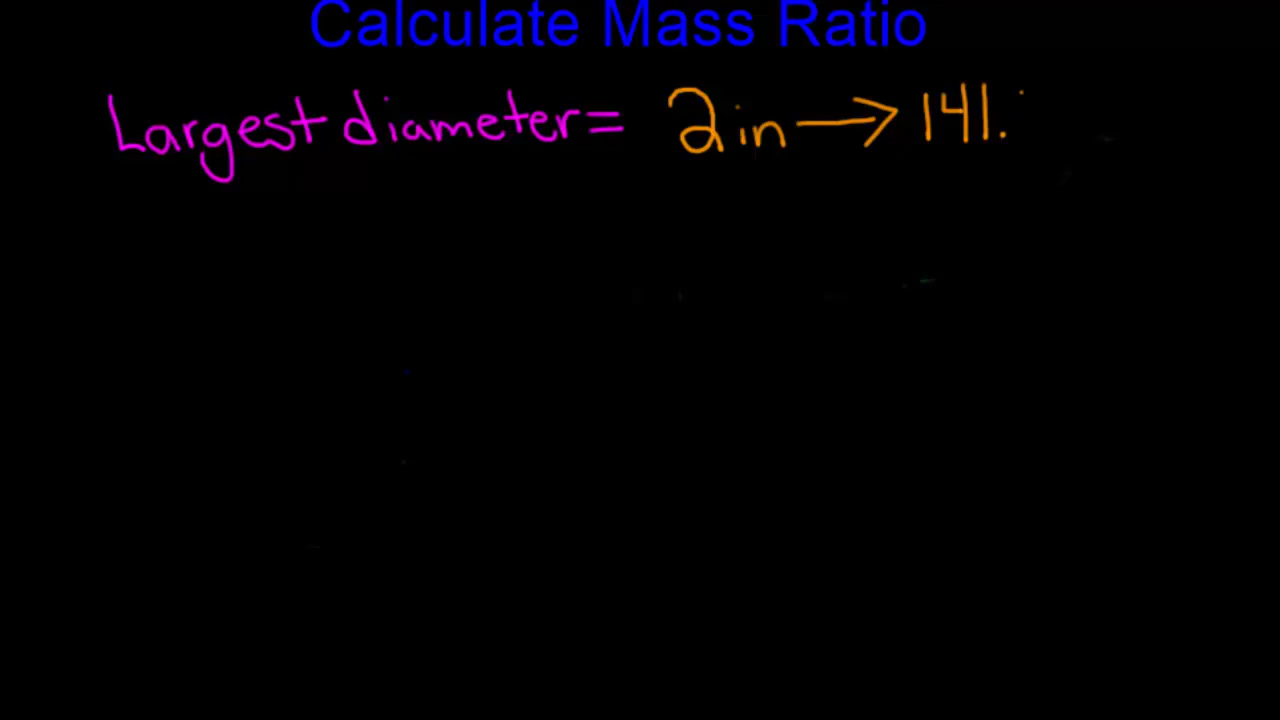 Calculate Mass Ratio
Largest diameter = 2in → 141.